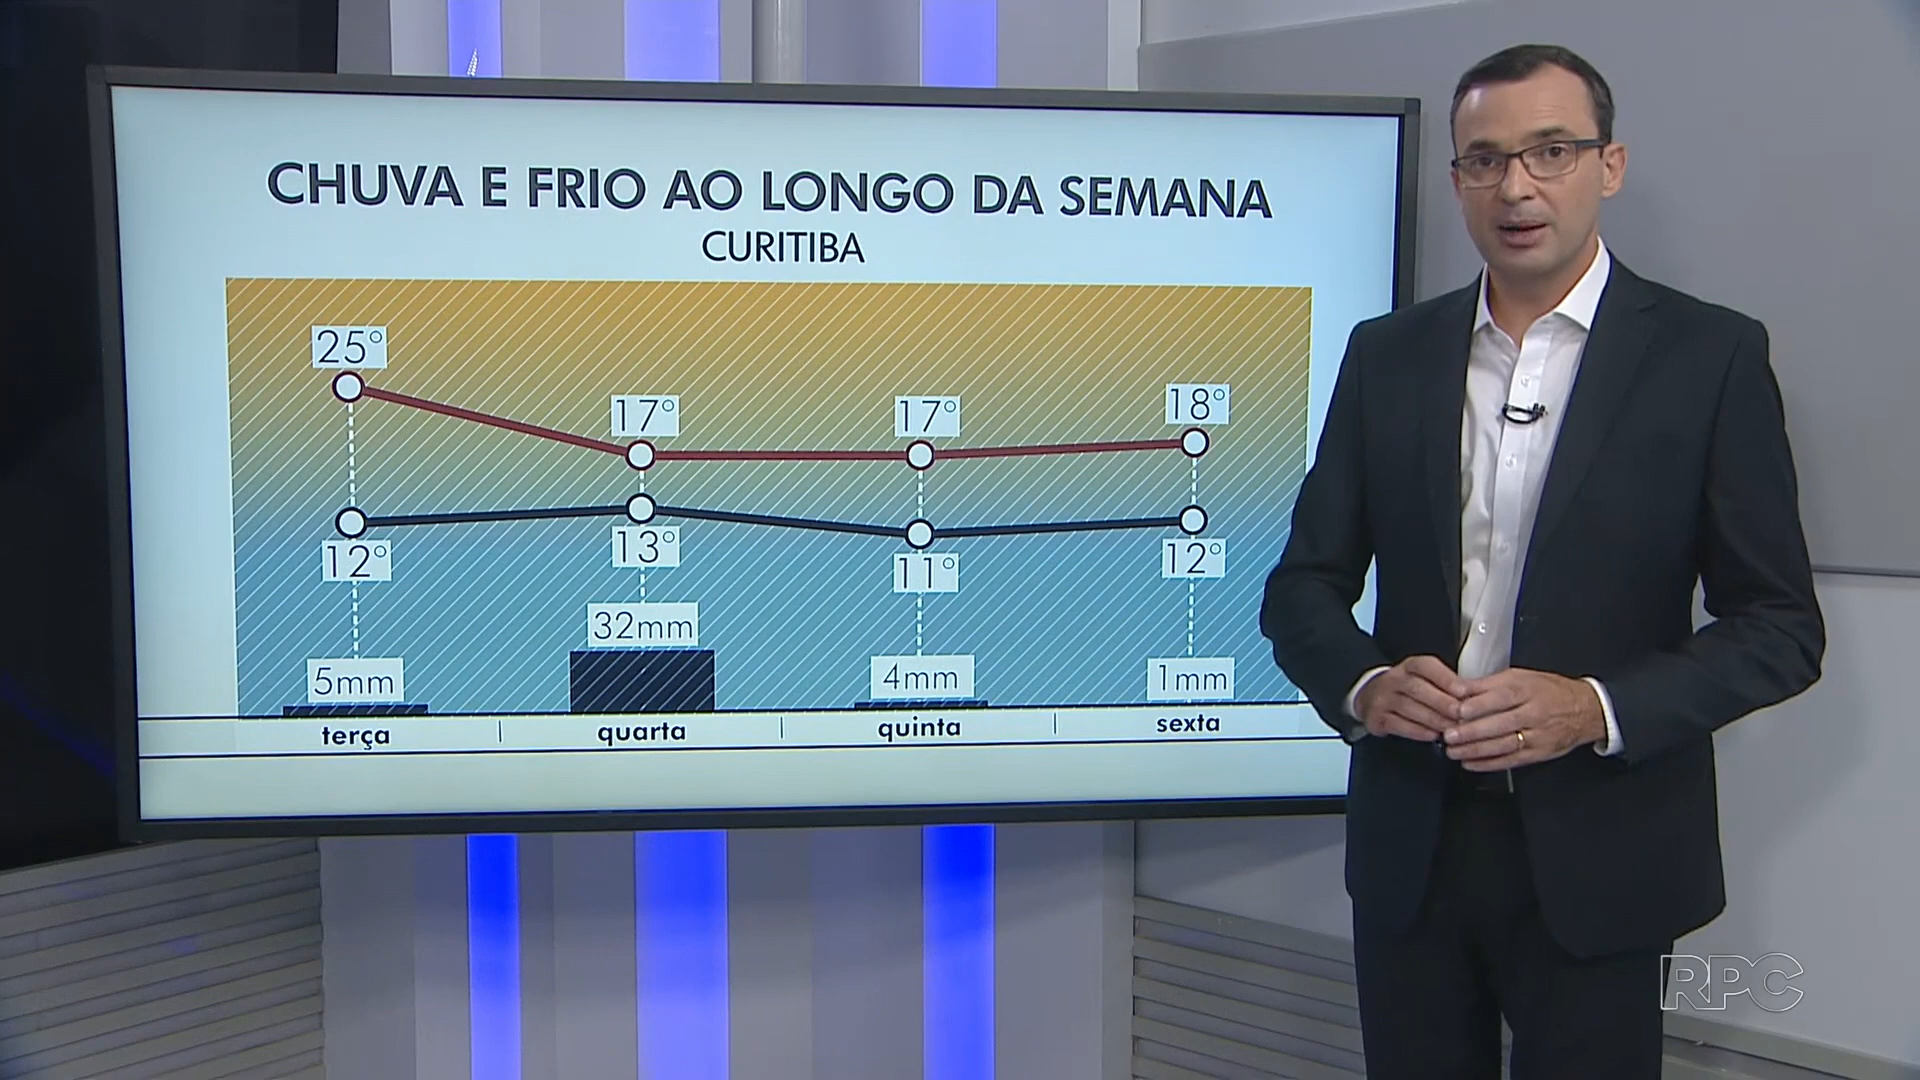 CHUVA E FRIO AO LONGO DA SEMANA
CURITIBA
25° 17° 17° 18°
12° 13° 11° 12°
5mm 32mm 4mm 1mm
terça quarta quinta sexta
RPC